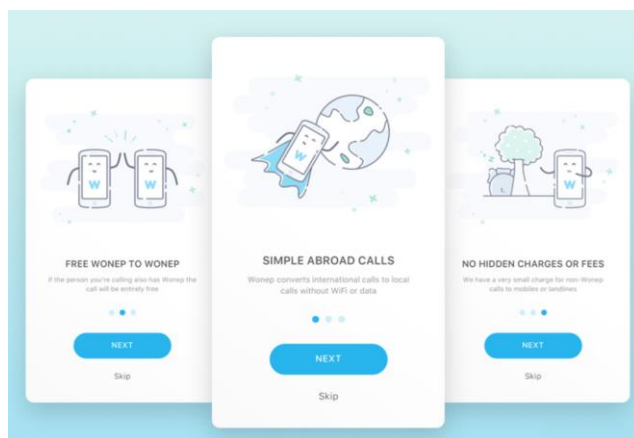 W
W
FREE WONEP TO WONEP
If the person you're calling also has Wonep the
call will be entirely free
NEXT
Skip
W
SIMPLE ABROAD CALLS
Wonep converts international calls to local
calls without WiFi or data
NEXT
Skip
z
z
W
NO HIDDEN CHARGES OR FEES
We have a very small charge for non-Wonep
calls to mobiles or landlines
NEXT
Skip